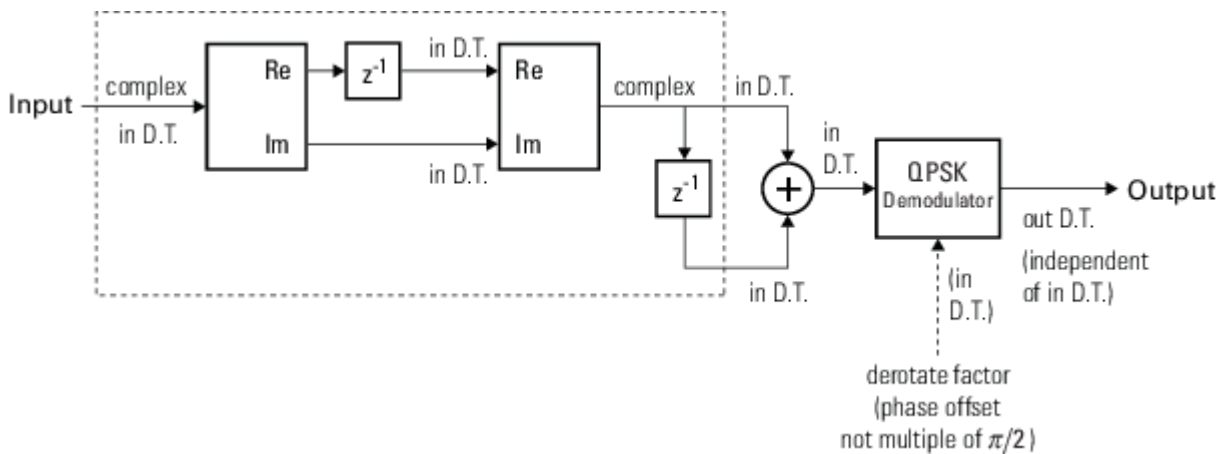 Input
complex
in D.T.
Re
Im
z⁻¹
in D.T.
in D.T.
Re
Im
complex
z⁻¹
in D.T.
+
in D.T.
in
D.T.
QPSK
Demodulator
Output
out D.T.
(independent
of in D.T.)
(in
D.T.)
derotate factor
(phase offset
not multiple of π/2)